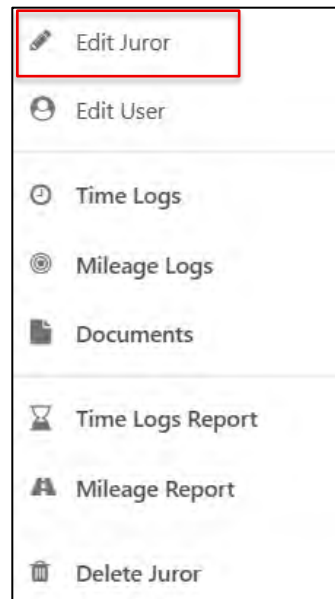 Edit Juror
Edit User
Time Logs
Mileage Logs
Documents
Time Logs Report
Mileage Report
Delete Juror